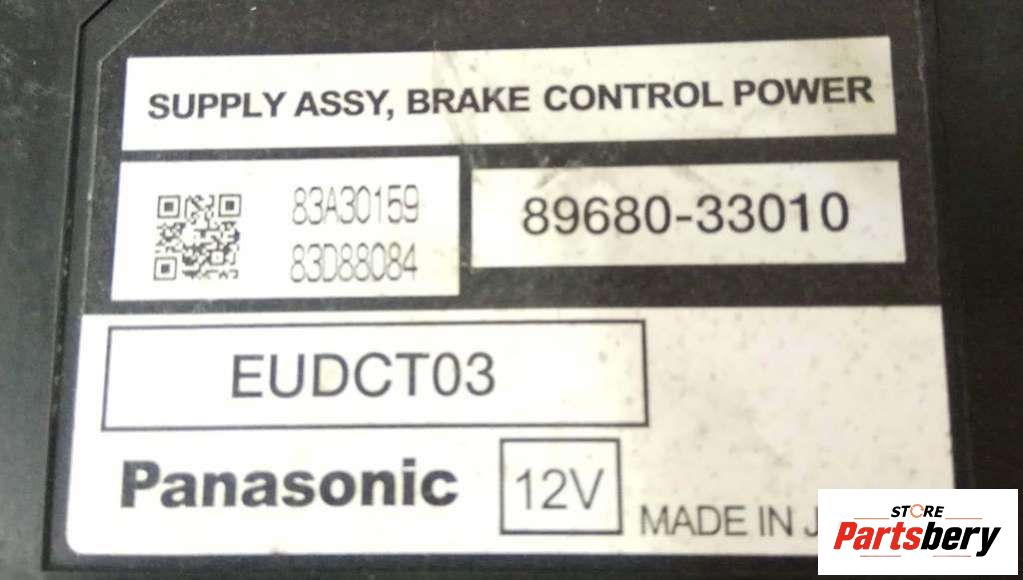 SUPPLY ASSY, BRAKE CONTROL POWER
83A30159
83D88084
89680-33010
EUDCT03
Panasonic
12V
MADE IN
STORE
Partsbery